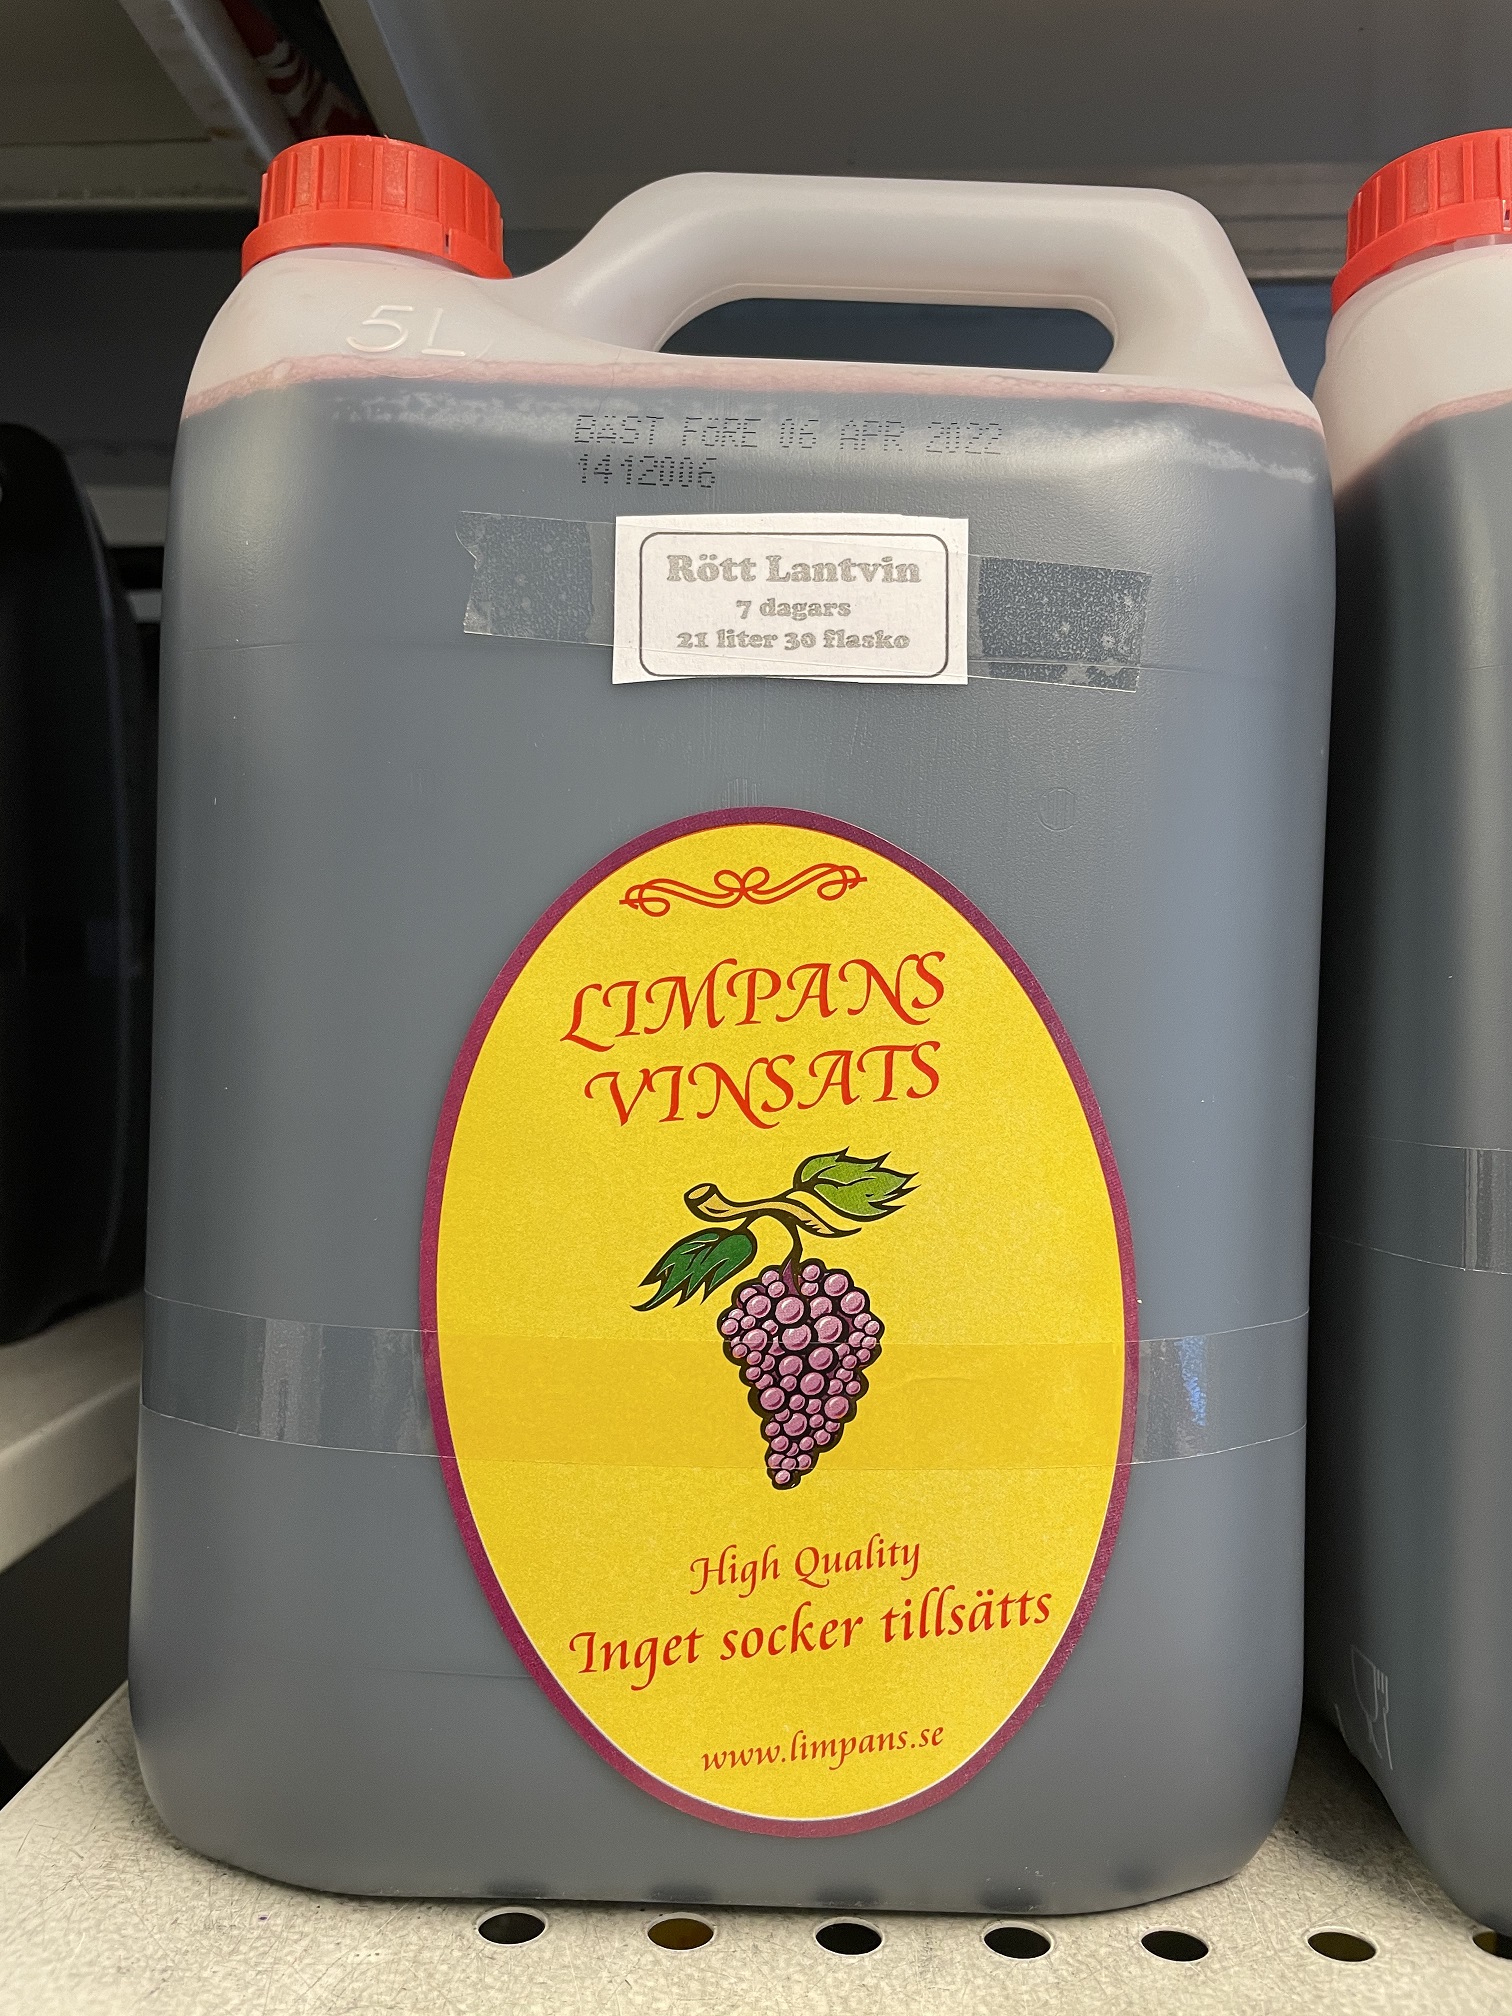 5L
BÄST FÖRE 06 APR 2022
1412006
Rött Lantvin
7 dagars
21 liter 30 flasko
LIMPANS
VINSATS
High Quality
Inget socker tillsätts
www.limpans.se